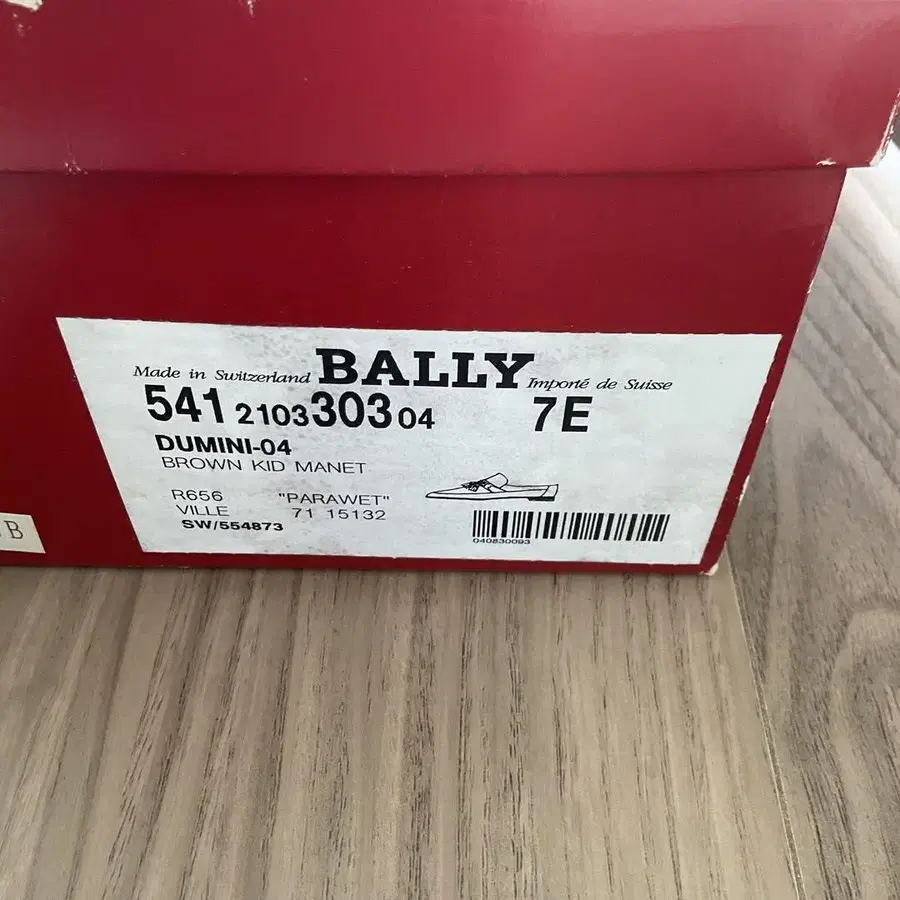 Made in Switzerland BALLY Importé de Suisse
541 2103 303 04 7E
DUMINI-04
BROWN KID MANET
R656 "PARAWET"
VILLE 71 15132
SW/554873
040830093
B